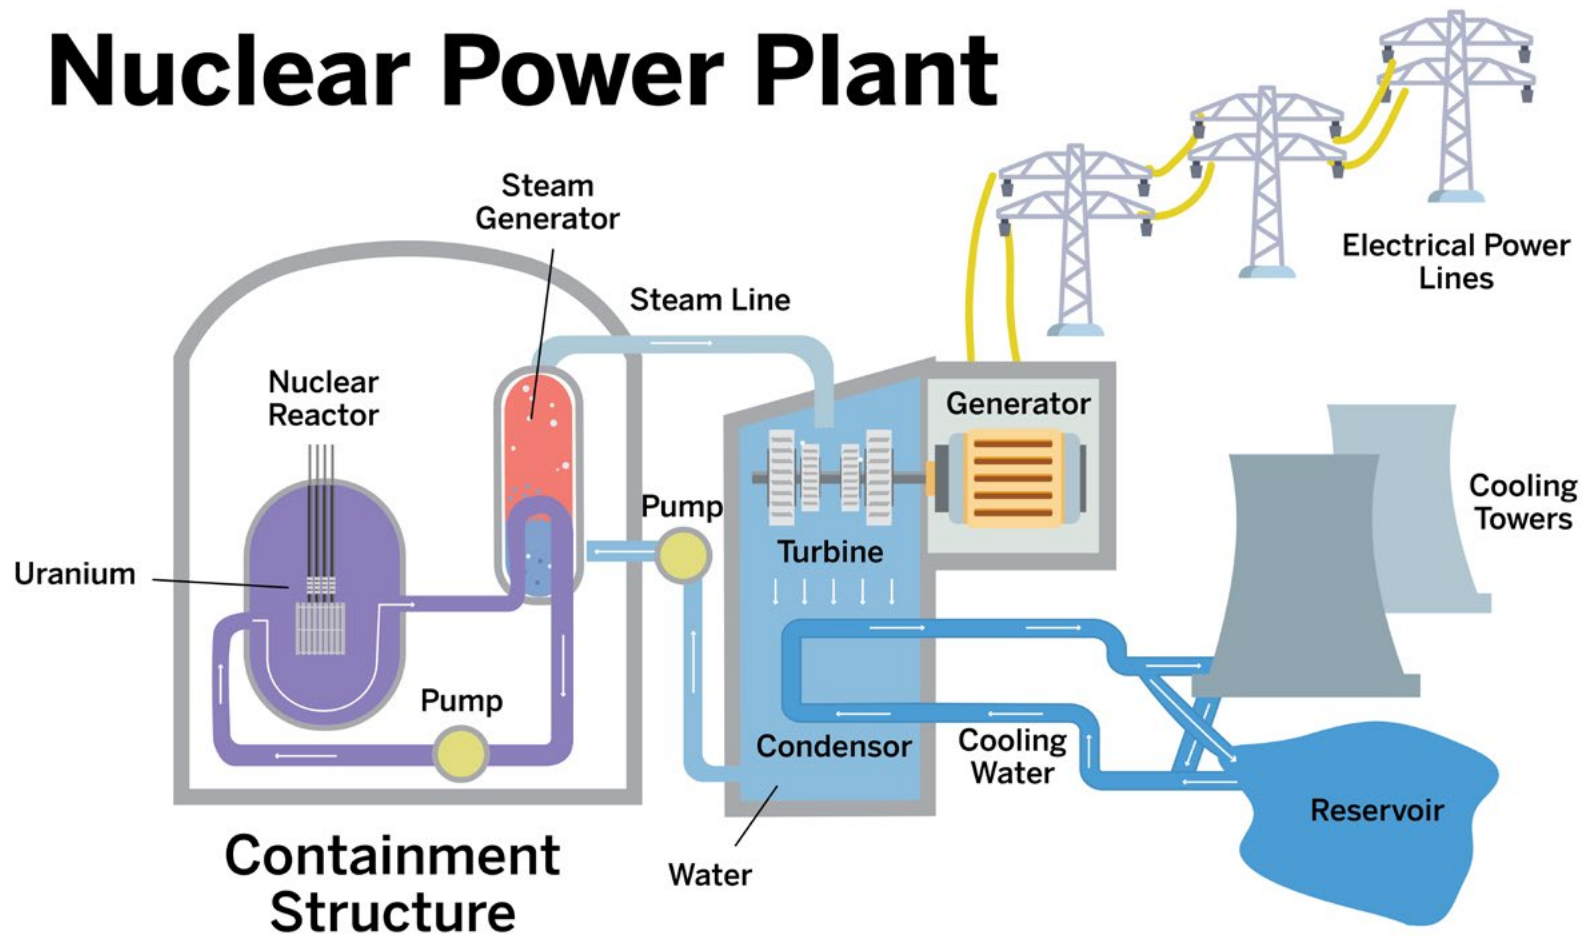 Nuclear Power Plant
Steam
Generator
Electrical Power
Lines
Steam Line
Nuclear
Reactor
Generator
Cooling
Towers
Pump
Turbine
Uranium
Pump
Condensor
Cooling
Water
Reservoir
Containment
Structure
Water